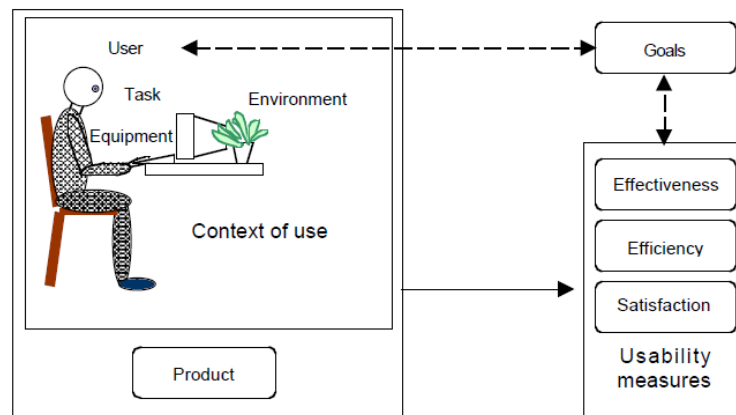 User
Goals
Task
Environment
Equipment
Effectiveness
Context of use
Efficiency
Satisfaction
Product
Usability
measures